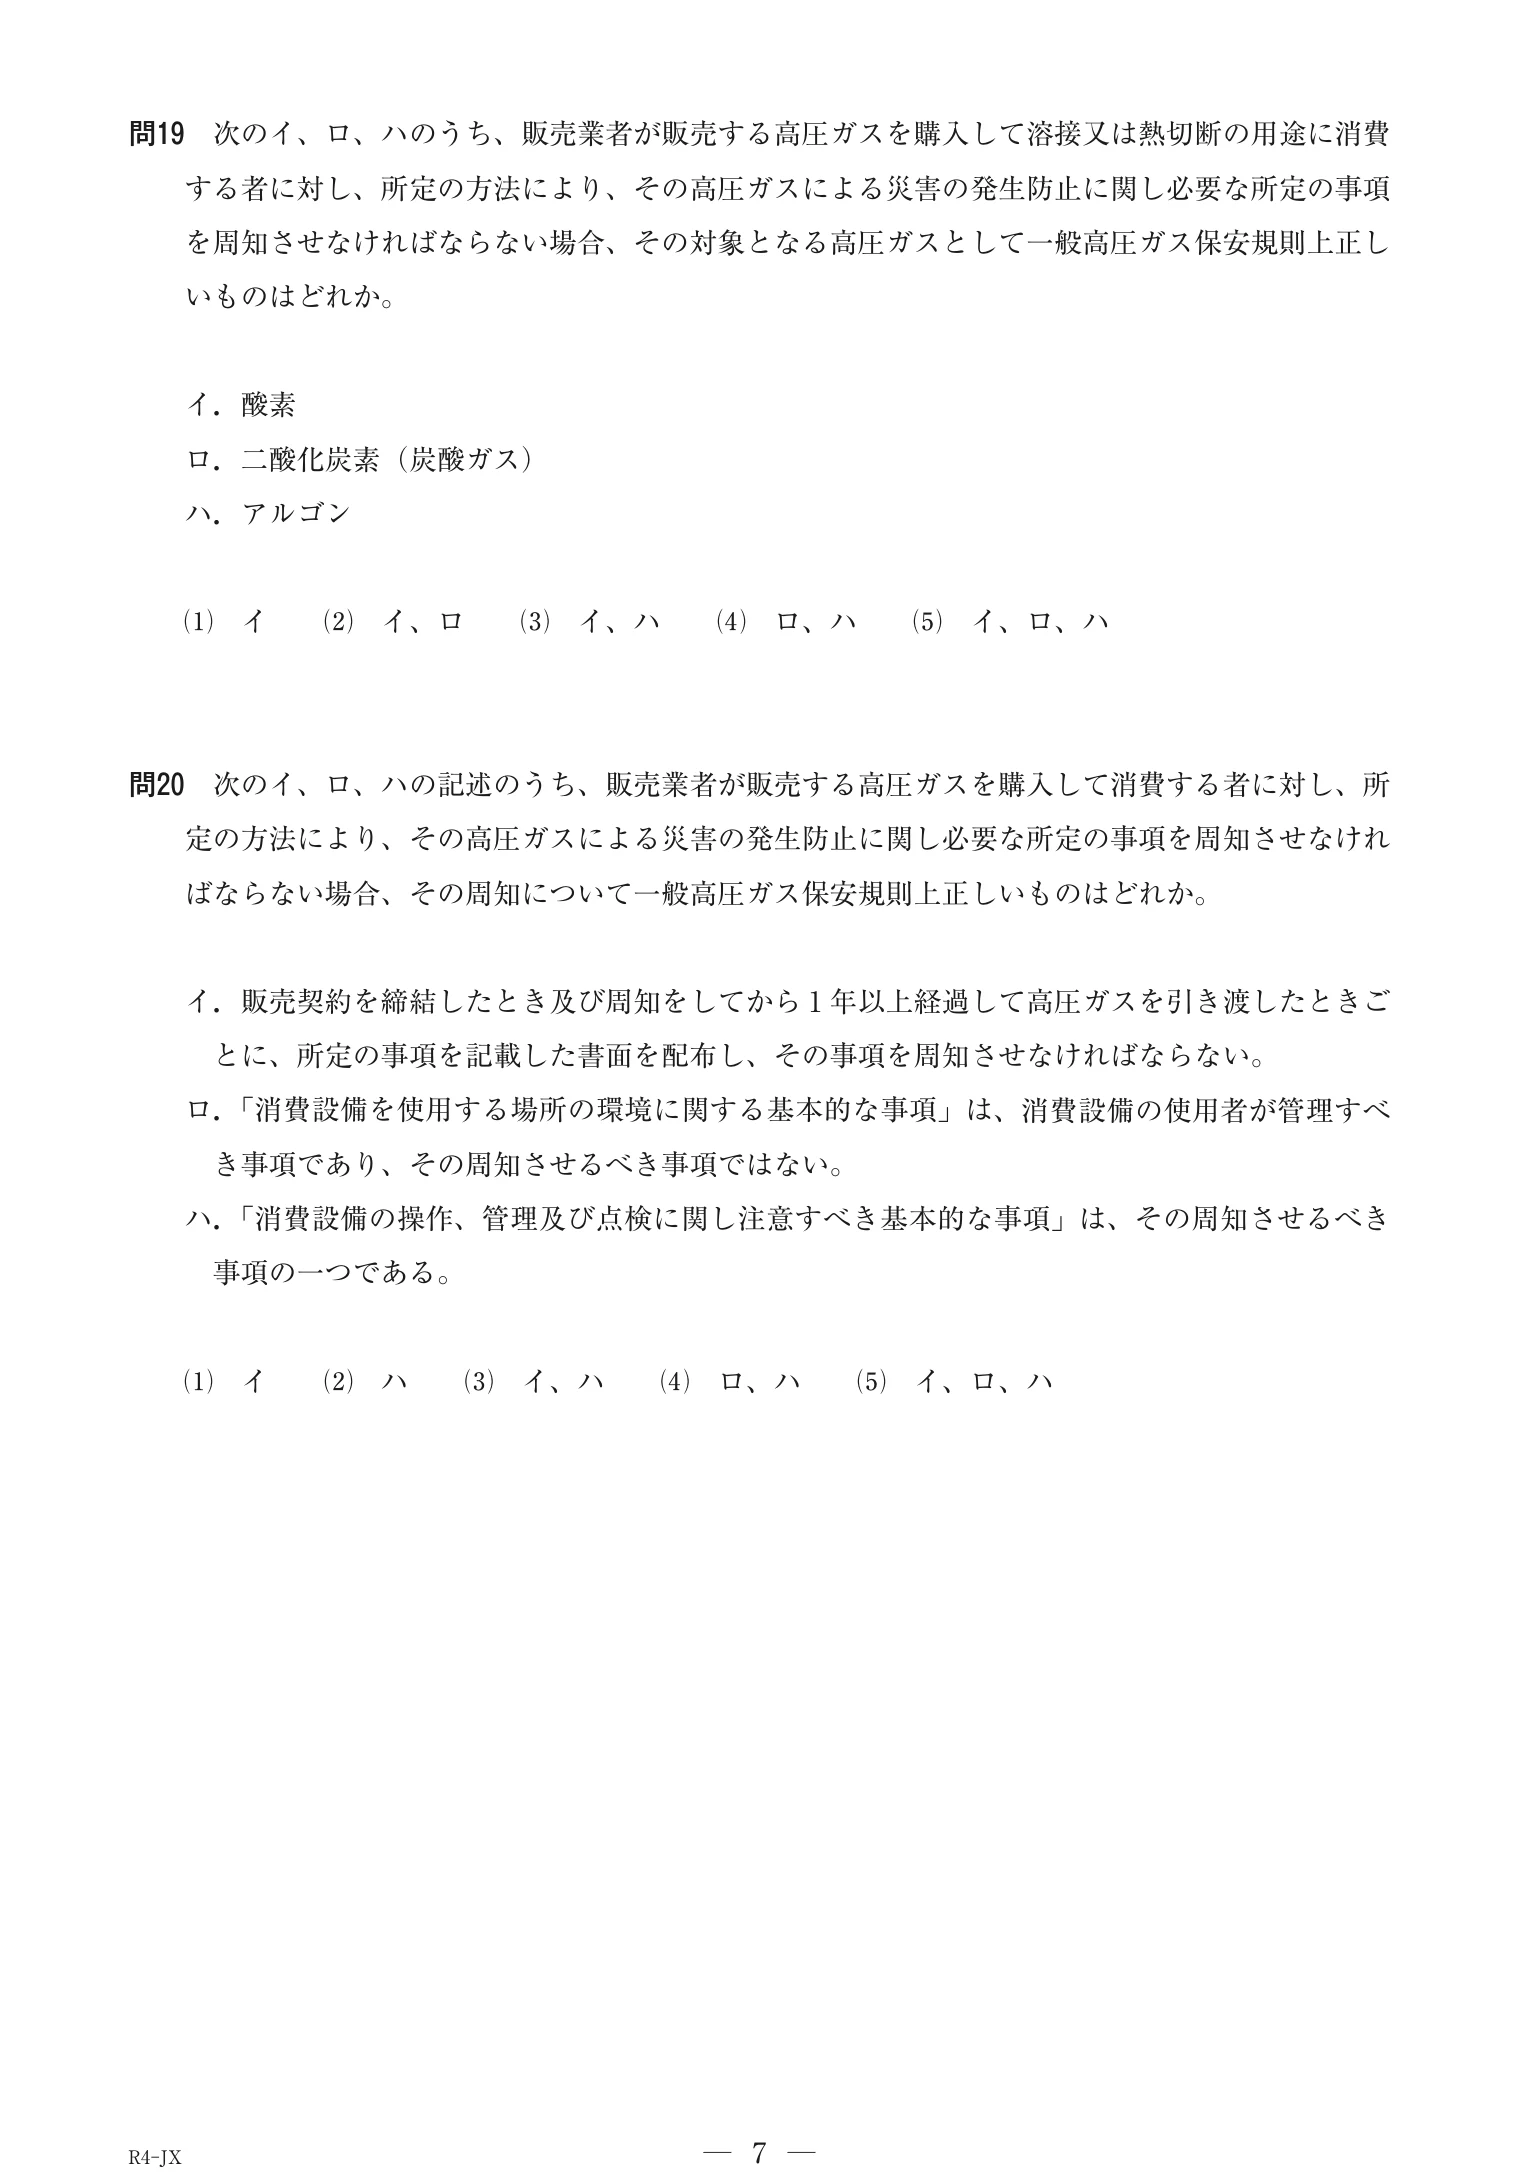 問19　次のイ、ロ、ハのうち、販売業者が販売する高圧ガスを購入して溶接又は熱切断の用途に消費
する者に対し、所定の方法により、その高圧ガスによる災害の発生防止に関し必要な所定の事項
を周知させなければならない場合、その対象となる高圧ガスとして一般高圧ガス保安規則上正し
いものはどれか。
イ．酸素
ロ．二酸化炭素（炭酸ガス）
ハ．アルゴン
(1)　イ　　(2)　イ、ロ　　(3)　イ、ハ　　(4)　ロ、ハ　　(5)　イ、ロ、ハ
問20　次のイ、ロ、ハの記述のうち、販売業者が販売する高圧ガスを購入して消費する者に対し、所
定の方法により、その高圧ガスによる災害の発生防止に関し必要な所定の事項を周知させなけれ
ばならない場合、その周知について一般高圧ガス保安規則上正しいものはどれか。
イ．販売契約を締結したとき及び周知をしてから１年以上経過して高圧ガスを引き渡したときご
とに、所定の事項を記載した書面を配布し、その事項を周知させなければならない。
ロ．「消費設備を使用する場所の環境に関する基本的な事項」は、消費設備の使用者が管理すべ
き事項であり、その周知させるべき事項ではない。
ハ．「消費設備の操作、管理及び点検に関し注意すべき基本的な事項」は、その周知させるべき
事項の一つである。
(1)　イ　　(2)　ハ　　(3)　イ、ハ　　(4)　ロ、ハ　　(5)　イ、ロ、ハ
R4-JX
— 7 —